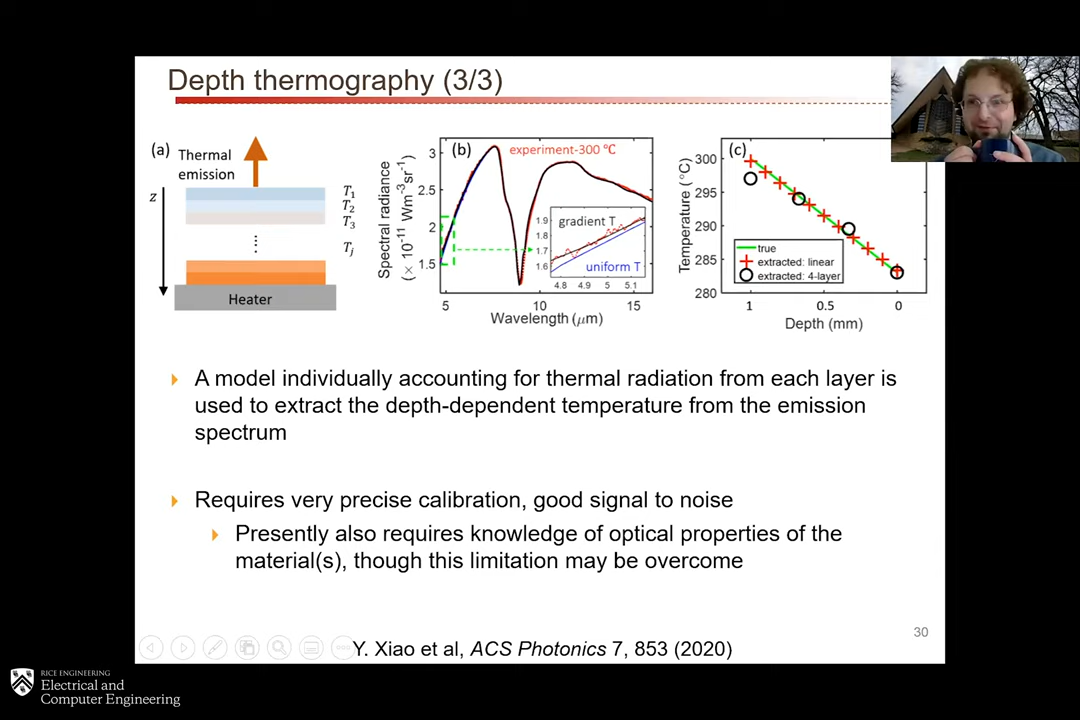 Depth thermography (3/3)
(a) Thermal
emission
z
T1
T2
T3
Tj
Heater
(b)
experiment-300 ℃
Spectral radiance
(× 10⁻¹¹ Wm⁻³sr⁻¹)
3
2.5
2
1.5
1.9
1.8
1.7
1.6
gradient T
uniform T
4.8 4.9 5 5.1
5 10 15
Wavelength (μm)
(c)
Temperature (°C)
300
295
290
285
280
true
extracted: linear
extracted: 4-layer
1 0.5 0
Depth (mm)
A model individually accounting for thermal radiation from each layer is
used to extract the depth-dependent temperature from the emission
spectrum
Requires very precise calibration, good signal to noise
Presently also requires knowledge of optical properties of the
material(s), though this limitation may be overcome
30
Y. Xiao et al, ACS Photonics 7, 853 (2020)
RICE ENGINEERING
Electrical and
Computer Engineering